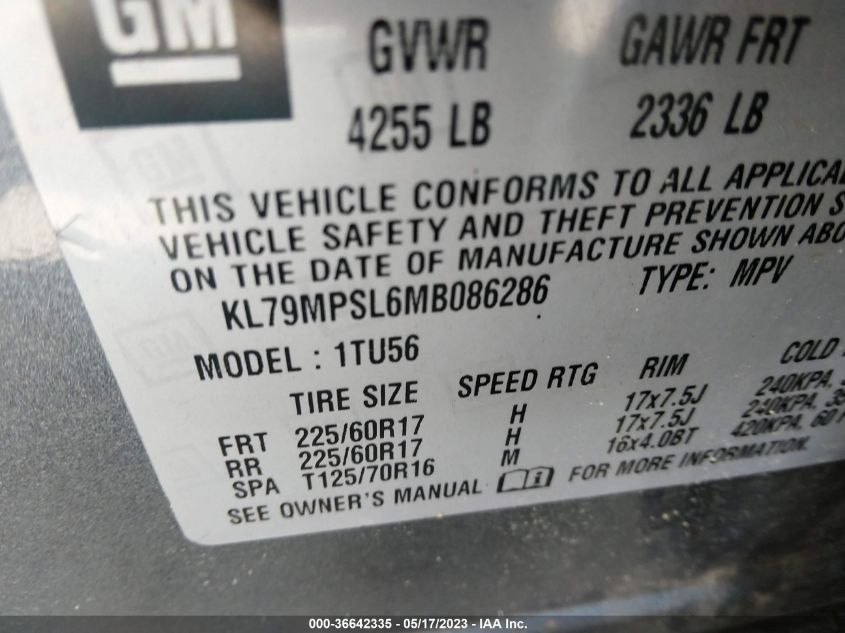 GM
GVWR GAWR FRT
4255 LB 2336 LB
THIS VEHICLE CONFORMS TO ALL
VEHICLE SAFETY AND THEFT PREVENTION
ON THE DATE OF MANUFACTURE SHOWN
KL79MPSL6MB086286 TYPE: MPV
MODEL : 1TU56
TIRE SIZE SPEED RTG RIM COLD
FRT 225/60R17 H 17x7.5J 240KPA,
RR 225/60R17 H 17x7.5J 240KPA,
SPA T125/70R16 M 16x4.0BT 420KPA, 60
SEE OWNER'S MANUAL FOR MORE INFORMATION.
000-36642335 - 05/17/2023 - IAA Inc.